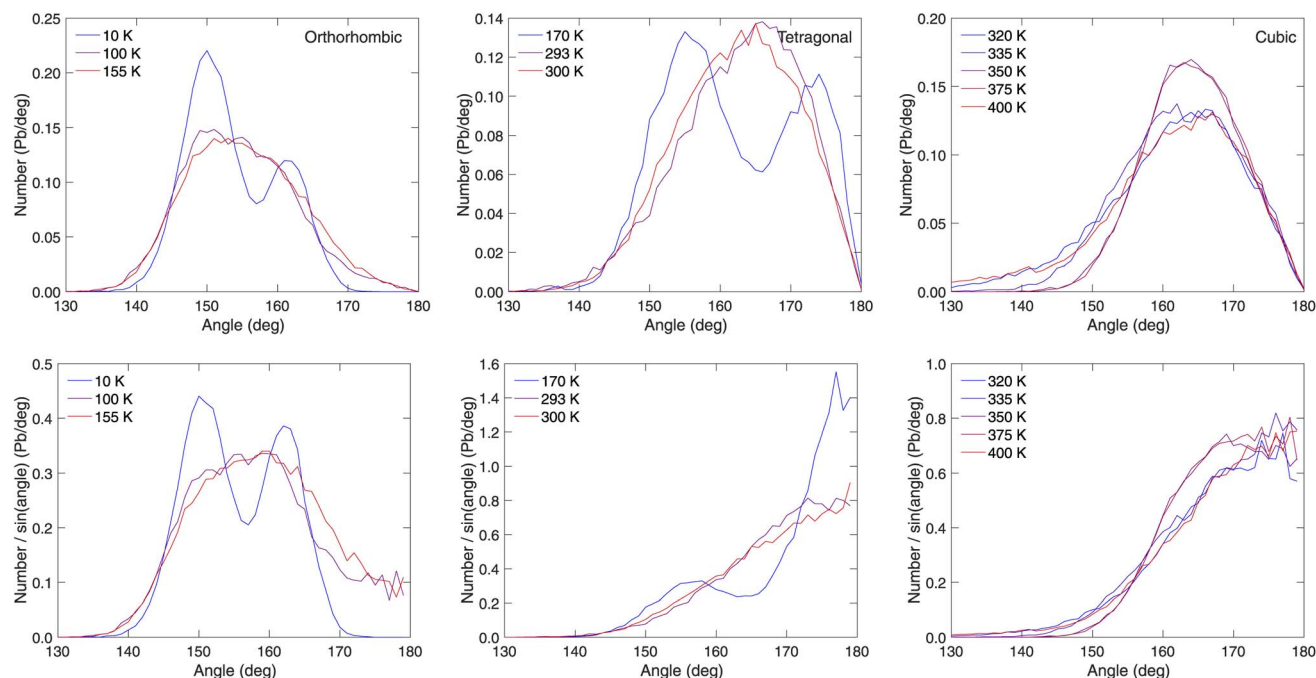 Orthorhombic
10 K
100 K
155 K
Number (Pb/deg)
0.25
0.20
0.15
0.10
0.05
0.00
130 140 150 160 170 180
Angle (deg)
Tetragonal
170 K
293 K
300 K
Number (Pb/deg)
0.14
0.12
0.10
0.08
0.06
0.04
0.02
0.00
130 140 150 160 170 180
Angle (deg)
Cubic
320 K
335 K
350 K
375 K
400 K
Number (Pb/deg)
0.20
0.15
0.10
0.05
0.00
130 140 150 160 170 180
Angle (deg)
10 K
100 K
155 K
Number / sin(angle) (Pb/deg)
0.5
0.4
0.3
0.2
0.1
0.0
130 140 150 160 170 180
Angle (deg)
170 K
293 K
300 K
Number / sin(angle) (Pb/deg)
1.6
1.4
1.2
1.0
0.8
0.6
0.4
0.2
0.0
130 140 150 160 170 180
Angle (deg)
320 K
335 K
350 K
375 K
400 K
Number / sin(angle) (Pb/deg)
1.0
0.8
0.6
0.4
0.2
0.0
130 140 150 160 170 180
Angle (deg)